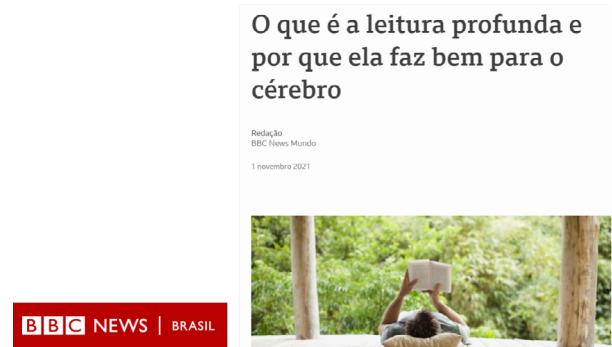 O que é a leitura profunda e
por que ela faz bem para o
cérebro
Redação
BBC News Mundo
1 novembro 2021
BBC NEWS | BRASIL